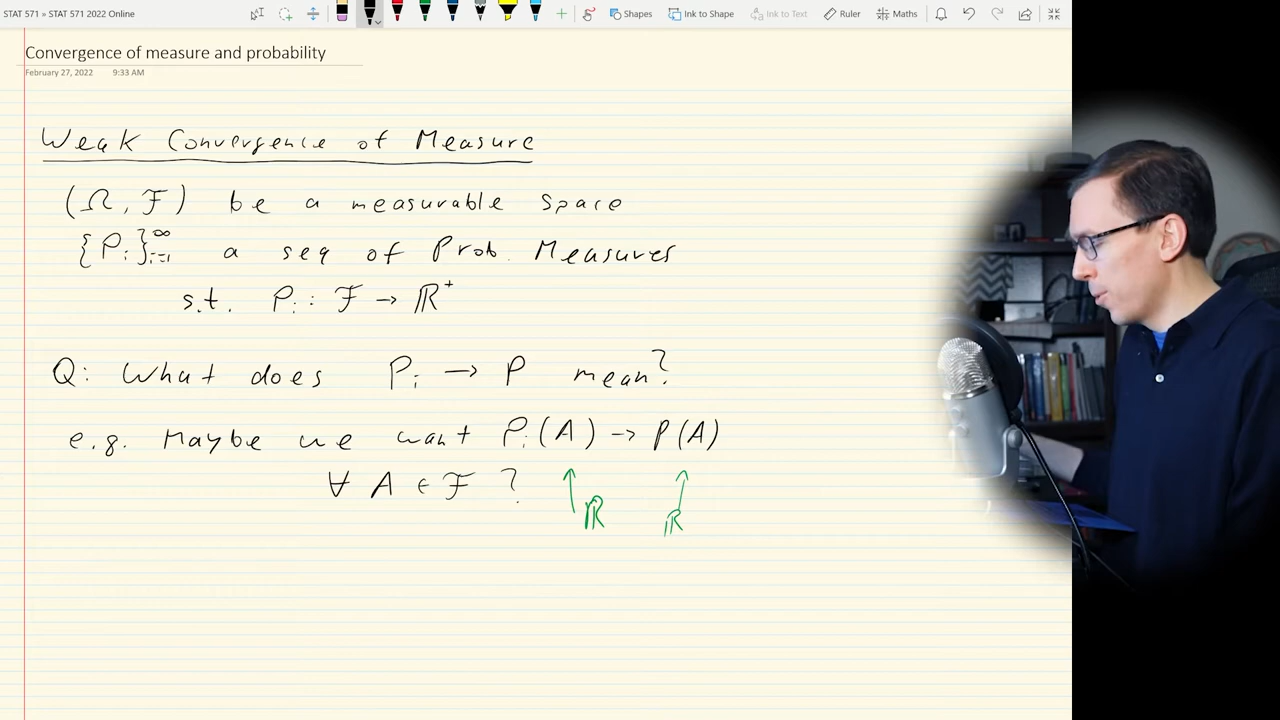 STAT 571 » STAT 571 2022 Online
Shapes
Ink to Shape
Ink to Text
Ruler
Maths
Convergence of measure and probability
February 27, 2022 9:33 AM
Weak Convergence of Measure
(Ω, ℱ) be a measurable space
{Pᵢ}ᵢ₌₁^∞ a seq of Prob. Measures
s.t. Pᵢ : ℱ → ℝ⁺
Q: What does Pᵢ → P mean?
e.g. Maybe we want Pᵢ(A) → P(A)
∀ A ∈ ℱ ?
ℝ ℝ